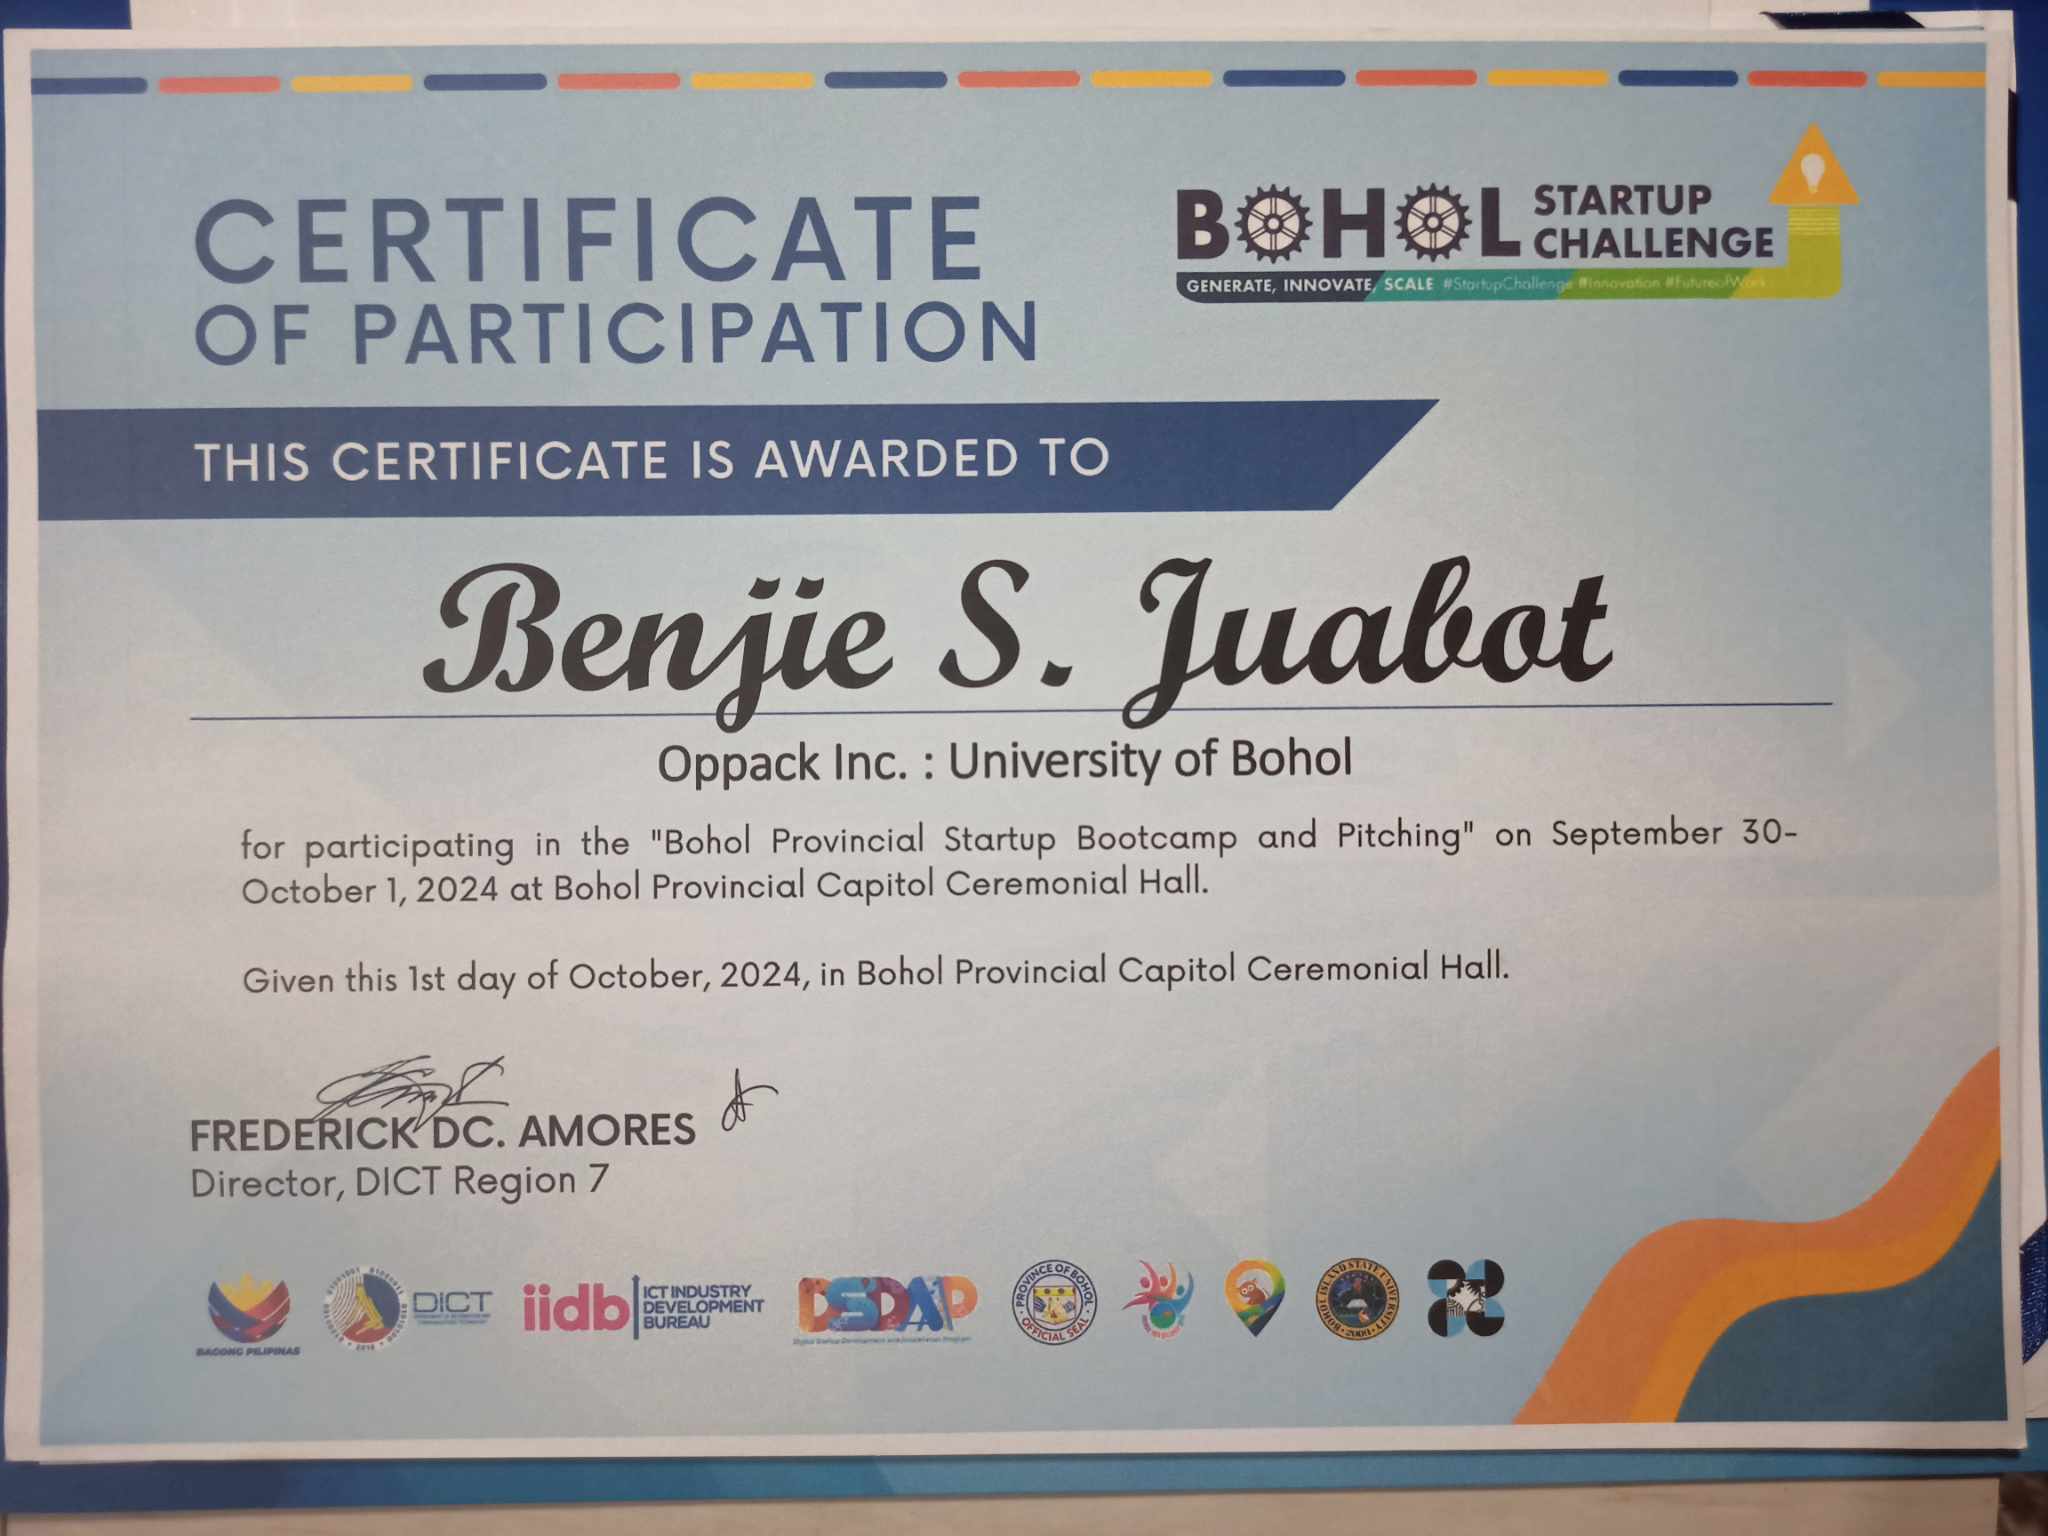 CERTIFICATE
OF PARTICIPATION
BOHOL STARTUP CHALLENGE
GENERATE, INNOVATE, SCALE #StartupChallenge #Innovation #FutureofWork
THIS CERTIFICATE IS AWARDED TO
Benjie S. Juabot
Oppack Inc. : University of Bohol
for participating in the "Bohol Provincial Startup Bootcamp and Pitching" on September 30-
October 1, 2024 at Bohol Provincial Capitol Ceremonial Hall.
Given this 1st day of October, 2024, in Bohol Provincial Capitol Ceremonial Hall.
FREDERICK DC. AMORES
Director, DICT Region 7
BAGONG PILIPINAS
DICT
iidb
ICT INDUSTRY
DEVELOPMENT
BUREAU
DSDAP
PROVINCE OF BOHOL
OFFICIAL SEAL
BOHOL ISLAND STATE UNIVERSITY
2009